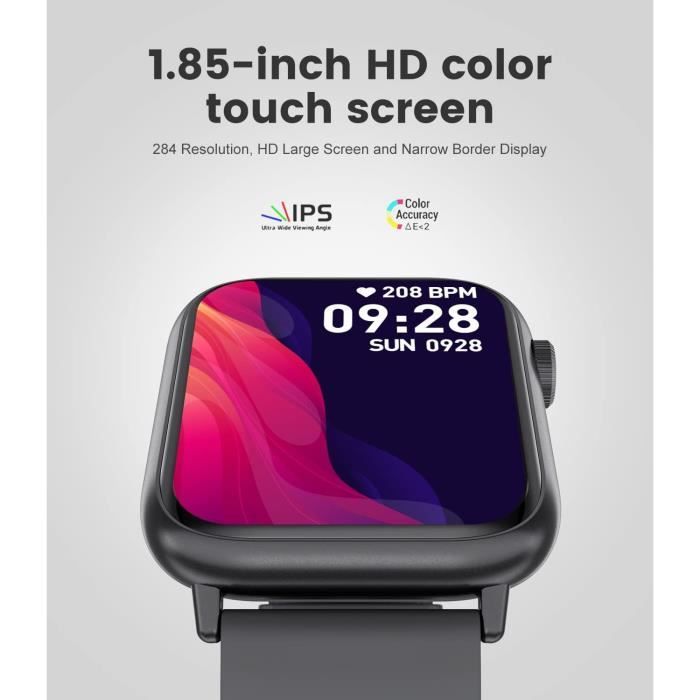 1.85-inch HD color
touch screen
284 Resolution, HD Large Screen and Narrow Border Display
IPS
Ultra Wide Viewing Angle
Color
Accuracy
△E<2
208 BPM
09:28
SUN 0928